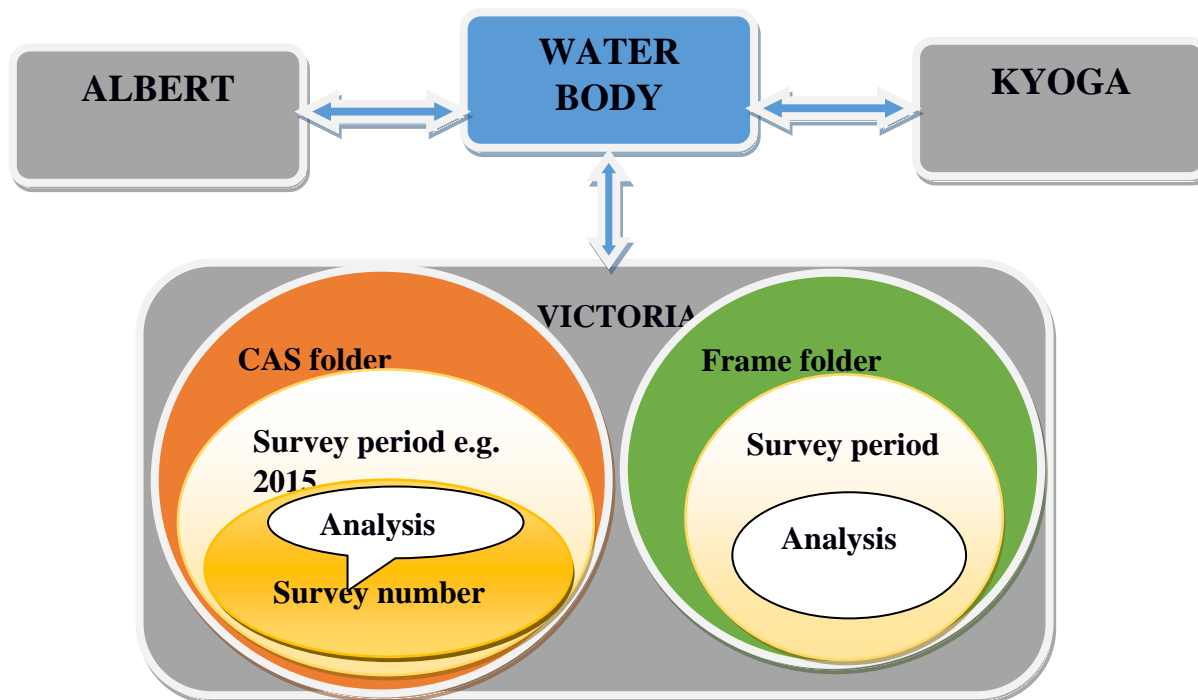 ALBERT
WATER
BODY
KYOGA
VICTORIA
CAS folder
Survey period e.g.
2015
Analysis
Survey number
Frame folder
Survey period
Analysis